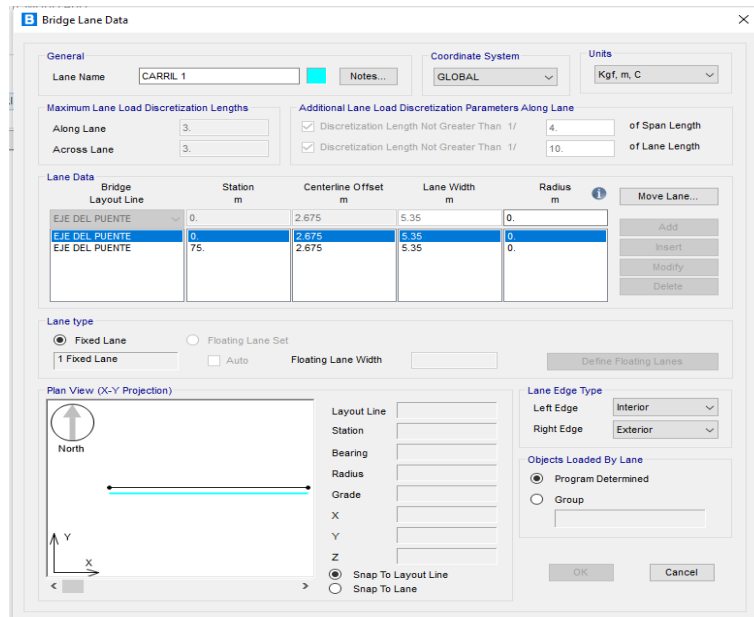 B Bridge Lane Data
General
Lane Name CARRIL 1 Notes...
Coordinate System
GLOBAL
Units
Kgf, m, C
Maximum Lane Load Discretization Lengths
Along Lane 3.
Across Lane 3.
Additional Lane Load Discretization Parameters Along Lane
Discretization Length Not Greater Than 1/ 4. of Span Length
Discretization Length Not Greater Than 1/ 10. of Lane Length
Lane Data
Bridge Station Centerline Offset Lane Width Radius
Layout Line m m m m
EJE DEL PUENTE 0. 2.675 5.35 0.
EJE DEL PUENTE 0. 2.675 5.35 0.
EJE DEL PUENTE 75. 2.675 5.35 0.
Move Lane...
Add
Insert
Modify
Delete
Lane type
Fixed Lane Floating Lane Set
1 Fixed Lane Auto Floating Lane Width Define Floating Lanes
Plan View (X-Y Projection)
North
Y
X
Layout Line
Station
Bearing
Radius
Grade
X
Y
Z
Snap To Layout Line
Snap To Lane
Lane Edge Type
Left Edge Interior
Right Edge Exterior
Objects Loaded By Lane
Program Determined
Group
OK Cancel